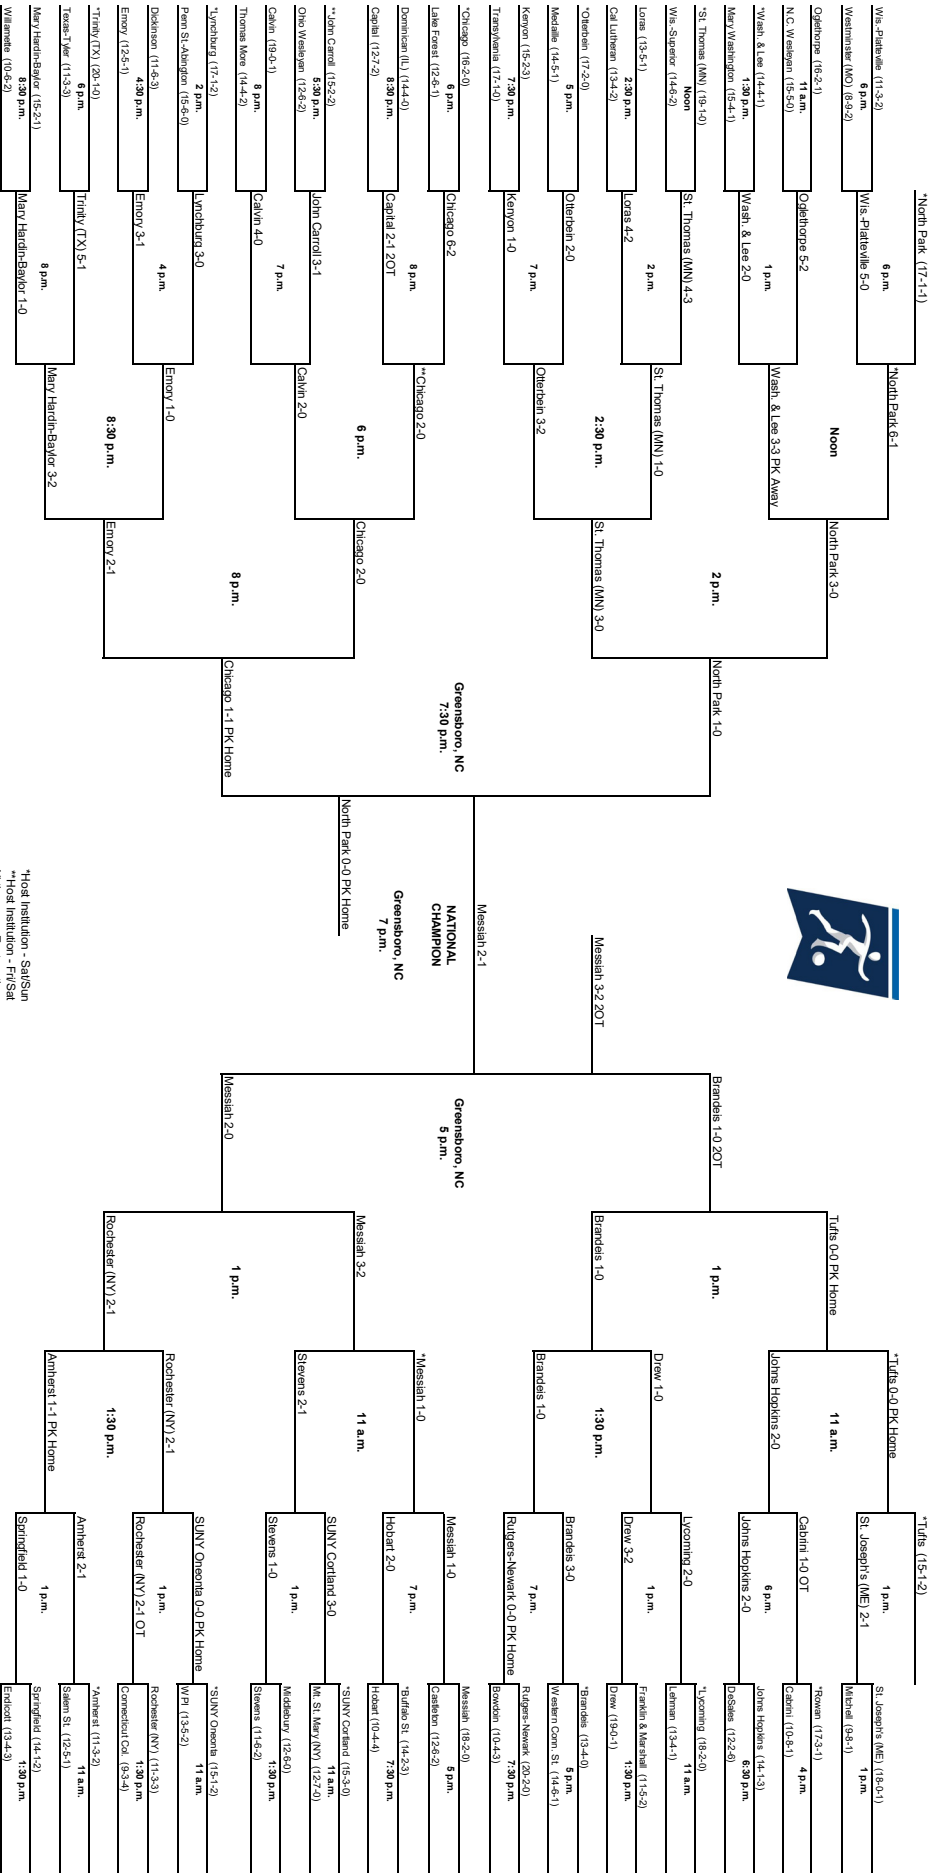 *North Park (17-1-1)
Wis.-Platteville (11-3-2)
6 p.m.
Westminster (MO) (8-9-2)
Oglethorpe (16-2-1)
11 a.m.
N.C. Wesleyan (15-5-0)
*Wash. & Lee (14-4-1)
1:30 p.m.
Mary Washington (15-4-1)
*St. Thomas (MN) (19-1-0)
Noon
Wis.-Superior (14-6-2)
Loras (13-5-1)
2:30 p.m.
Cal Lutheran (13-4-2)
*Otterbein (17-2-0)
5 p.m.
Medaille (14-5-1)
Kenyon (15-2-3)
7:30 p.m.
Transylvania (17-1-0)
*Chicago (16-2-0)
6 p.m.
Lake Forest (12-6-1)
Dominican (IL) (14-4-0)
8:30 p.m.
Capital (12-7-2)
**John Carroll (15-2-2)
5:30 p.m.
Ohio Wesleyan (12-6-2)
Calvin (19-0-1)
8 p.m.
Thomas More (14-4-2)
*Lynchburg (17-1-2)
2 p.m.
Penn St.-Abington (15-6-0)
Dickinson (11-6-3)
4:30 p.m.
Emory (12-5-1)
*Trinity (TX) (20-1-0)
6 p.m.
Texas-Tyler (11-3-3)
Mary Hardin-Baylor (15-2-1)
8:30 p.m.
Willamette (10-6-2)
Wis.-Platteville 5-0
6 p.m.
Oglethorpe 5-2
1 p.m.
Wash. & Lee 2-0
St. Thomas (MN) 4-3
2 p.m.
Loras 4-2
Otterbein 2-0
7 p.m.
Kenyon 1-0
Chicago 6-2
8 p.m.
Capital 2-1 2OT
John Carroll 3-1
7 p.m.
Calvin 4-0
Lynchburg 3-0
4 p.m.
Emory 3-1
Trinity (TX) 5-1
8 p.m.
Mary Hardin-Baylor 1-0
*North Park 6-1
Noon
Wash. & Lee 3-3 PK Away
St. Thomas (MN) 1-0
2:30 p.m.
Otterbein 3-2
**Chicago 2-0
6 p.m.
Calvin 2-0
Emory 1-0
8:30 p.m.
Mary Hardin-Baylor 3-2
North Park 3-0
2 p.m.
St. Thomas (MN) 3-0
Chicago 2-0
8 p.m.
Emory 2-1
North Park 1-0
Greensboro, NC
7:30 p.m.
Chicago 1-1 PK Home
North Park 0-0 PK Home
Messiah 2-1
NATIONAL
CHAMPION
Greensboro, NC
7 p.m.
Messiah 3-2 2OT
*Host Institution - Sat/Sun
**Host Institution - Fri/Sat
Brandeis 1-0 2OT
Greensboro, NC
5 p.m.
Messiah 2-0
Tufts 0-0 PK Home
1 p.m.
Brandeis 1-0
Messiah 3-2
1 p.m.
Rochester (NY) 2-1
*Tufts 0-0 PK Home
11 a.m.
Johns Hopkins 2-0
Drew 1-0
1:30 p.m.
Brandeis 1-0
*Messiah 1-0
11 a.m.
Stevens 2-1
Rochester (NY) 2-1
1:30 p.m.
Amherst 1-1 PK Home
*Tufts (15-1-2)
1 p.m.
St. Joseph's (ME) 2-1
Cabrini 1-0 OT
6 p.m.
Johns Hopkins 2-0
Lycoming 2-0
1 p.m.
Drew 3-2
Brandeis 3-0
7 p.m.
Rutgers-Newark 0-0 PK Home
Messiah 1-0
7 p.m.
Hobart 2-0
SUNY Cortland 3-0
1 p.m.
Stevens 1-0
SUNY Oneonta 0-0 PK Home
1 p.m.
Rochester (NY) 2-1 OT
Amherst 2-1
1 p.m.
Springfield 1-0
St. Joseph's (ME) (18-0-1)
1 p.m.
Mitchell (9-8-1)
*Rowan (17-3-1)
4 p.m.
Cabrini (10-8-1)
Johns Hopkins (14-1-3)
6:30 p.m.
DeSales (12-2-6)
*Lycoming (18-2-0)
11 a.m.
Lehman (13-4-1)
Franklin & Marshall (11-5-2)
1:30 p.m.
Drew (19-0-1)
*Brandeis (13-4-0)
5 p.m.
Western Conn. St. (14-6-1)
Rutgers-Newark (20-2-0)
7:30 p.m.
Bowdoin (10-4-3)
Messiah (18-2-0)
5 p.m.
Castleton (12-6-2)
*Buffalo St. (14-2-3)
7:30 p.m.
Hobart (10-4-4)
*SUNY Cortland (15-3-0)
11 a.m.
Mt. St. Mary (NY) (12-7-0)
Middlebury (12-6-0)
1:30 p.m.
Stevens (11-6-2)
*SUNY Oneonta (15-1-2)
11 a.m.
WPI (13-5-2)
Rochester (NY) (11-3-3)
1:30 p.m.
Connecticut Col. (9-3-4)
*Amherst (11-3-2)
11 a.m.
Salem St. (12-5-1)
Springfield (14-1-2)
1:30 p.m.
Endicott (13-4-3)